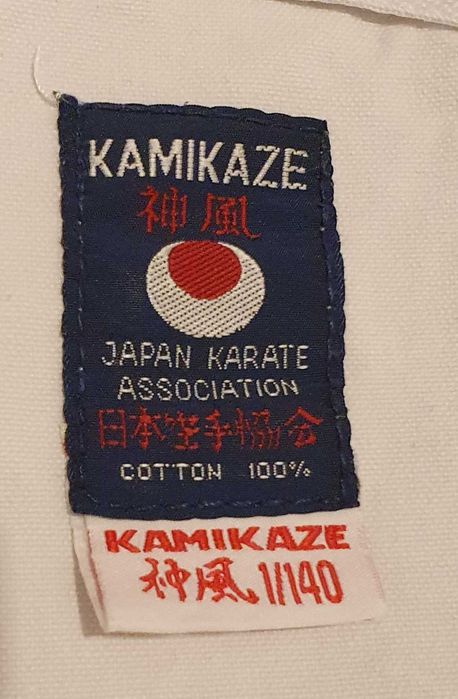 KAMIKAZE
神風
JAPAN KARATE
ASSOCIATION
日本空手協会
COTTON 100%
KAMIKAZE
神風 1/140